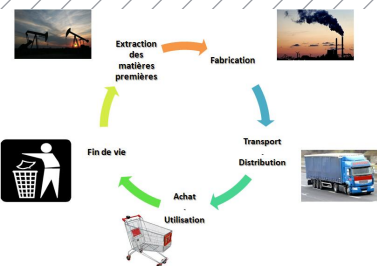 Extraction
des
matières
premières
Fabrication
Transport
-
Distribution
Achat
-
Utilisation
Fin de vie